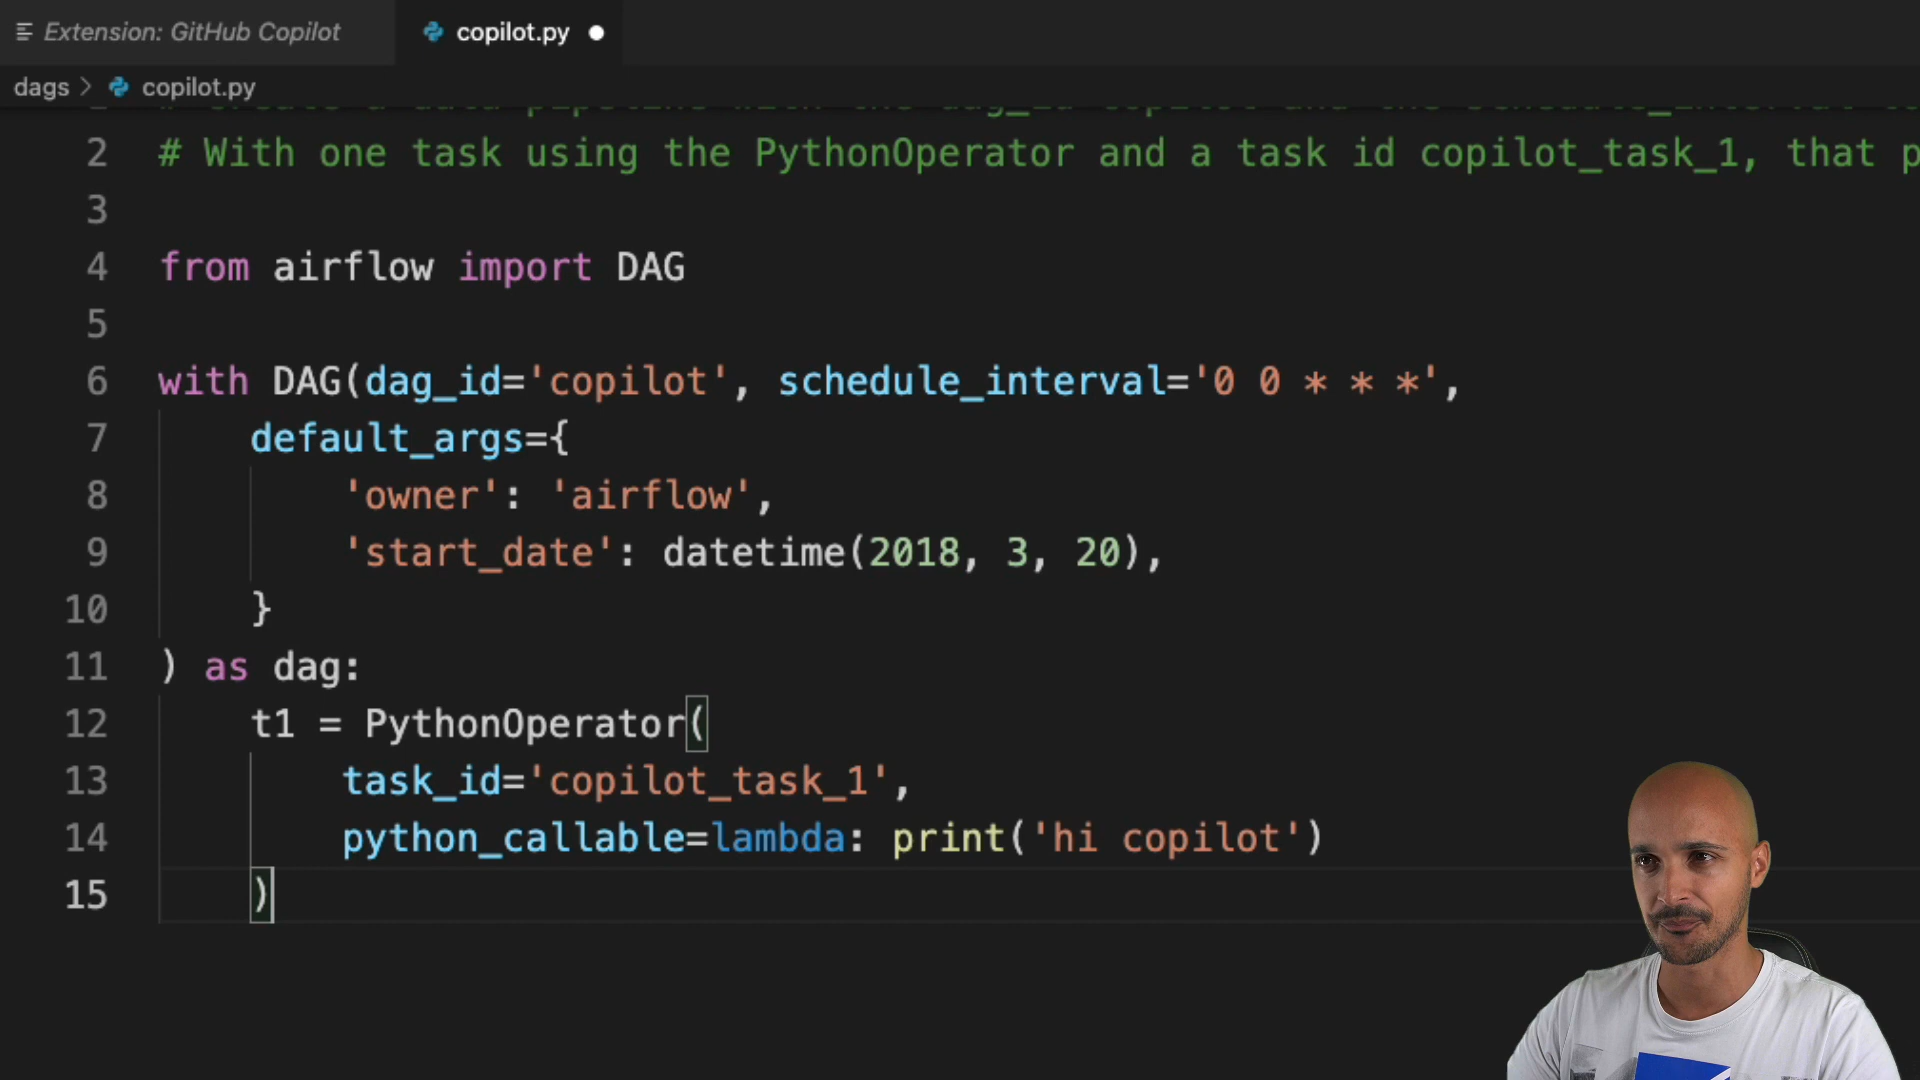 Extension: GitHub Copilot
copilot.py
dags > copilot.py
2 # With one task using the PythonOperator and a task id copilot_task_1, that p
3
4 from airflow import DAG
5
6 with DAG(dag_id='copilot', schedule_interval='0 0 * * *',
7 default_args={
8 'owner': 'airflow',
9 'start_date': datetime(2018, 3, 20),
10 }
11 ) as dag:
12 t1 = PythonOperator(
13 task_id='copilot_task_1',
14 python_callable=lambda: print('hi copilot')
15 )